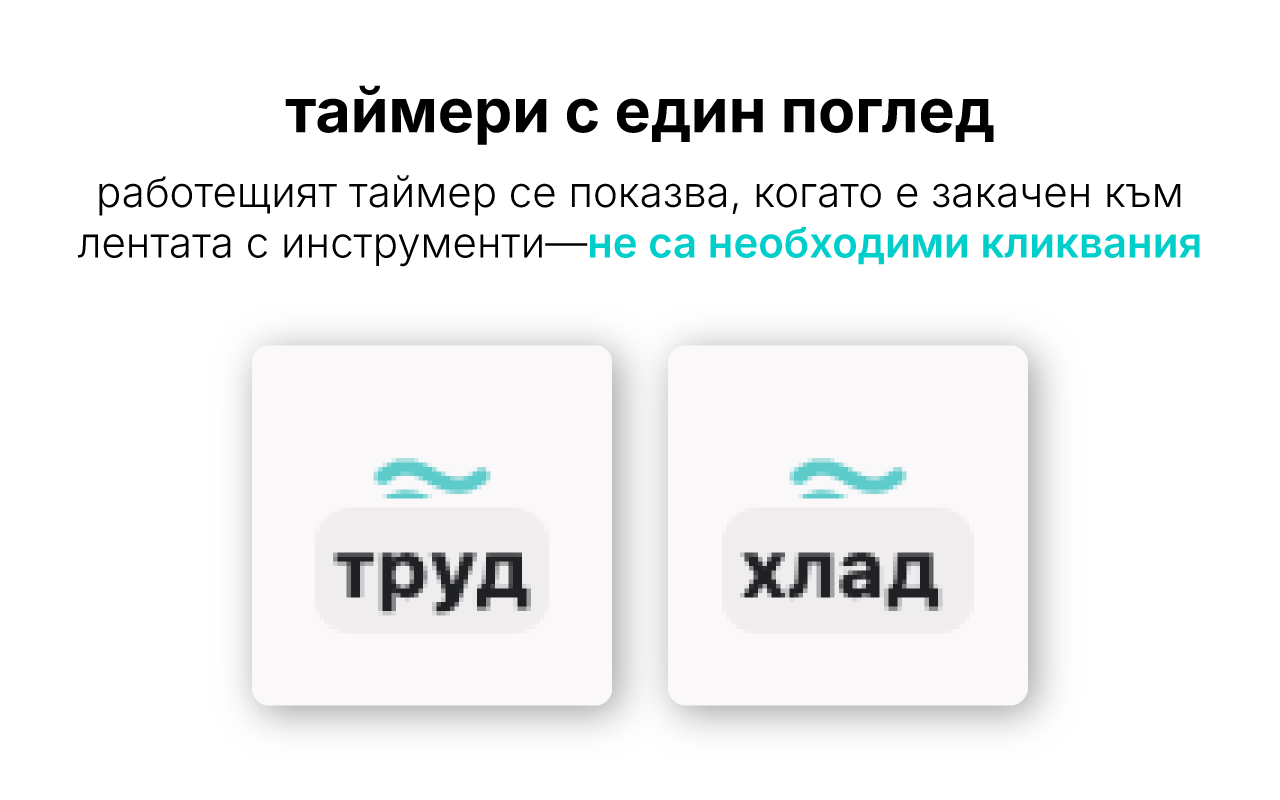 таймери с един поглед
работещият таймер се показва, когато е закачен към
лентата с инструменти—не са необходими кликвания
труд
хлад